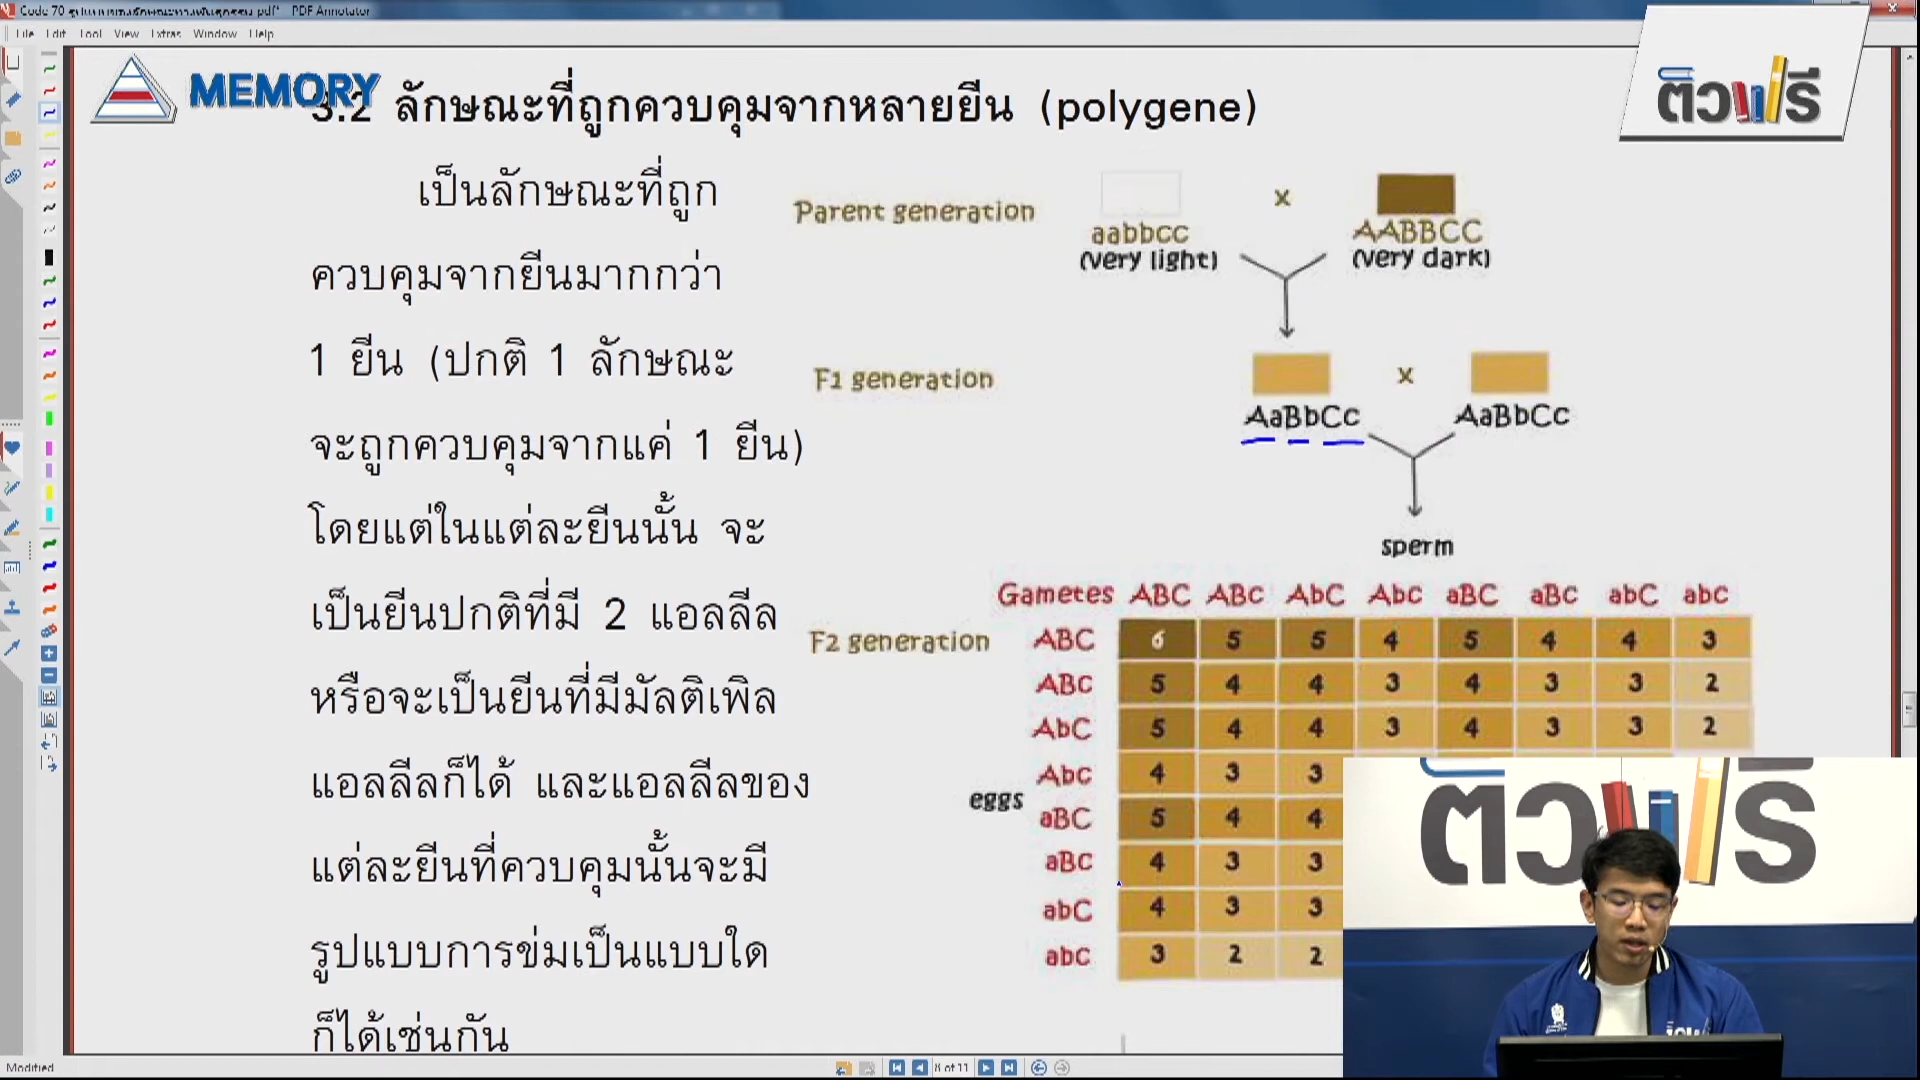 PDF Annotator
Edit View Extras Window Help
MEMORY
ติวฟรี
3.2 ลักษณะที่ถูกควบคุมจากหลายยีน (polygene)
เป็นลักษณะที่ถูก
ควบคุมจากยีนมากกว่า
1 ยีน (ปกติ 1 ลักษณะ
จะถูกควบคุมจากแค่ 1 ยีน)
โดยแต่ในแต่ละยีนนั้น จะ
เป็นยีนปกติที่มี 2 แอลลีล
หรือจะเป็นยีนที่มีมัลติเพิล
แอลลีลก็ได้ และแอลลีลของ
แต่ละยีนที่ควบคุมนั้นจะมี
รูปแบบการข่มเป็นแบบใด
ก็ได้เช่นกัน
Parent generation
aabbcc x AABBCC
(very light) (very dark)
F1 generation x
AaBbCc AaBbCc
sperm
Gametes ABC ABc AbC Abc aBC aBc abC abc
F2 generation
ABC 6 5 5 4 5 4 4 3
ABc 5 4 4 3 4 3 3 2
AbC 5 4 4 3 4 3 3 2
Abc 4 3 3
eggs
aBC 5 4 4
aBc 4 3 3
abC 4 3 3
abc 3 2 2
ติวฟรี
Modified
8 of 11